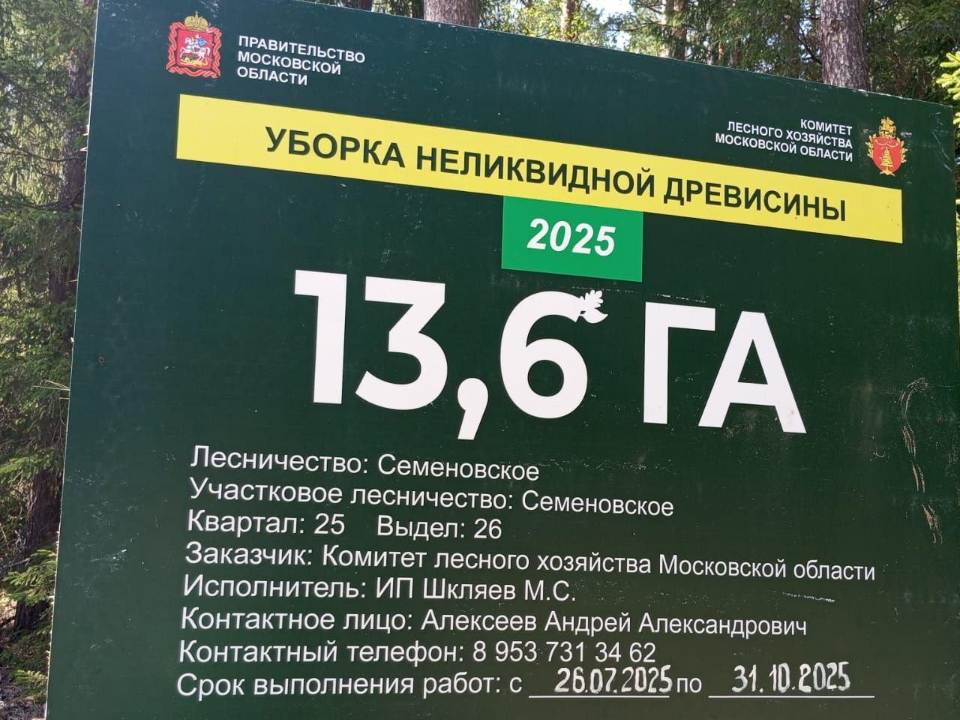 ПРАВИТЕЛЬСТВО
МОСКОВСКОЙ
ОБЛАСТИ
КОМИТЕТ
ЛЕСНОГО ХОЗЯЙСТВА
МОСКОВСКОЙ ОБЛАСТИ
УБОРКА НЕЛИКВИДНОЙ ДРЕВИСИНЫ
2025
13,6 ГА
Лесничество: Семеновское
Участковое лесничество: Семеновское
Квартал: 25 Выдел: 26
Заказчик: Комитет лесного хозяйства Московской области
Исполнитель: ИП Шкляев М.С.
Контактное лицо: Алексеев Андрей Александрович
Контактный телефон: 8 953 731 34 62
Срок выполнения работ: с 26.07.2025 по 31.10.2025